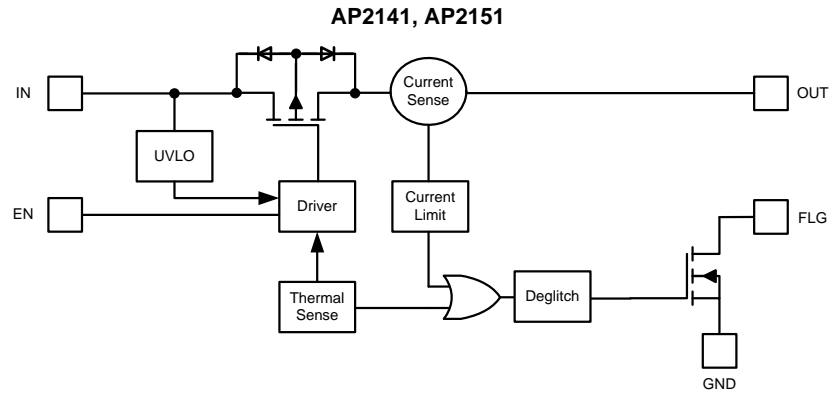 AP2141, AP2151
IN
Current
Sense
OUT
UVLO
EN
Driver
Current
Limit
FLG
Thermal
Sense
Deglitch
GND